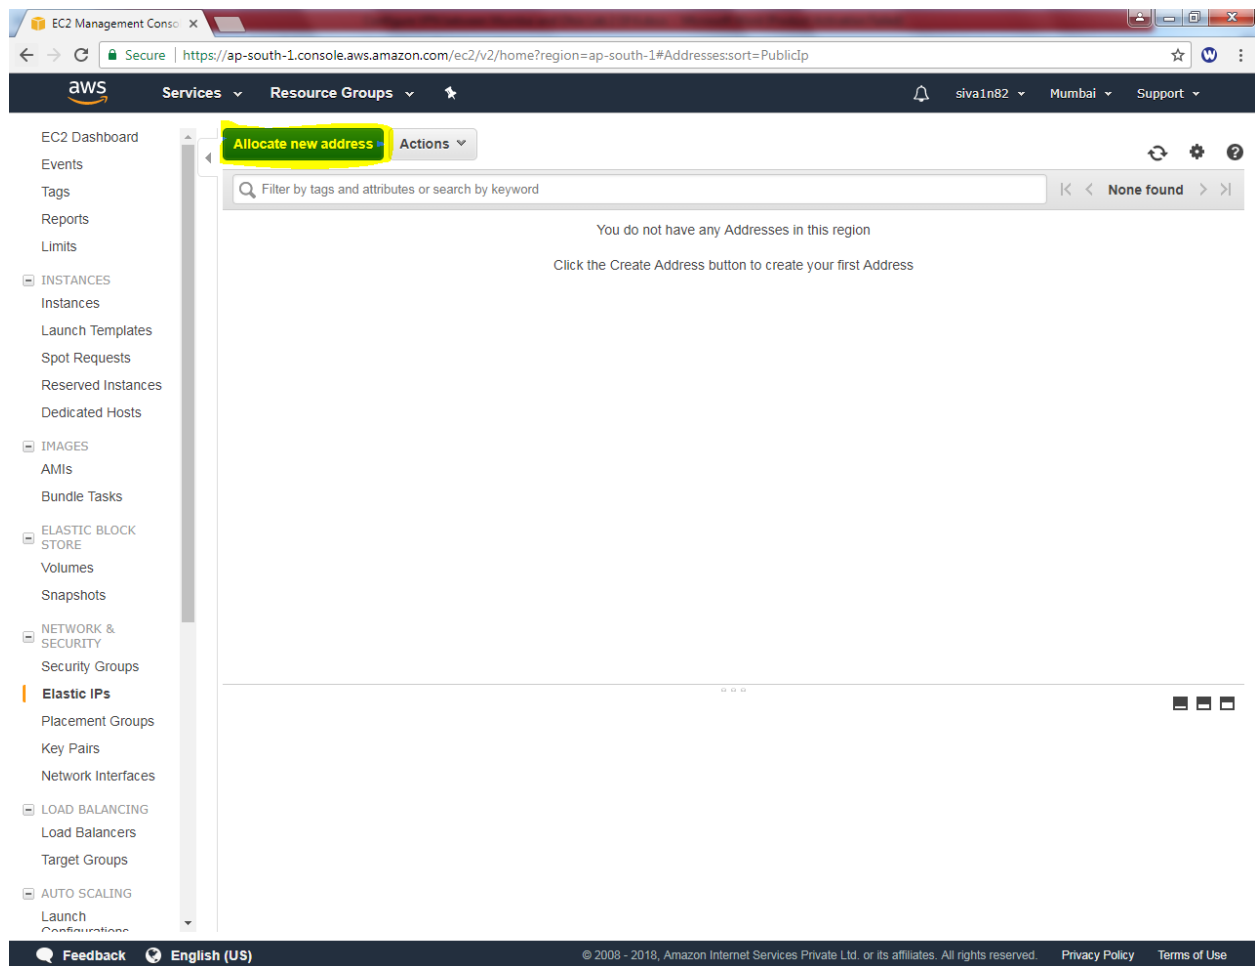 EC2 Management Conso
Secure https://ap-south-1.console.aws.amazon.com/ec2/v2/home?region=ap-south-1#Addresses:sort=PublicIp
aws Services Resource Groups siva1n82 Mumbai Support
EC2 Dashboard
Events
Tags
Reports
Limits
INSTANCES
Instances
Launch Templates
Spot Requests
Reserved Instances
Dedicated Hosts
IMAGES
AMIs
Bundle Tasks
ELASTIC BLOCK
STORE
Volumes
Snapshots
NETWORK &
SECURITY
Security Groups
Elastic IPs
Placement Groups
Key Pairs
Network Interfaces
LOAD BALANCING
Load Balancers
Target Groups
AUTO SCALING
Launch
Configurations
Allocate new address Actions
Filter by tags and attributes or search by keyword None found
You do not have any Addresses in this region
Click the Create Address button to create your first Address
Feedback English (US) © 2008 - 2018, Amazon Internet Services Private Ltd. or its affiliates. All rights reserved. Privacy Policy Terms of Use